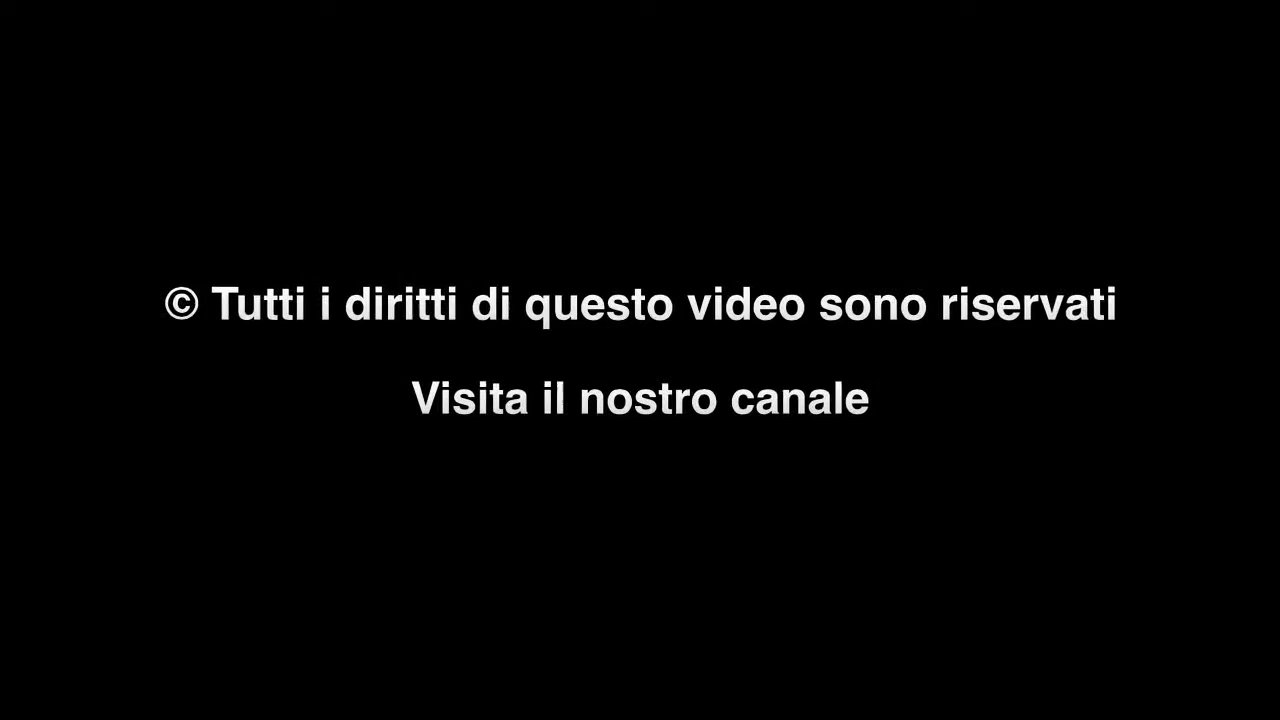 © Tutti i diritti di questo video sono riservati
Visita il nostro canale